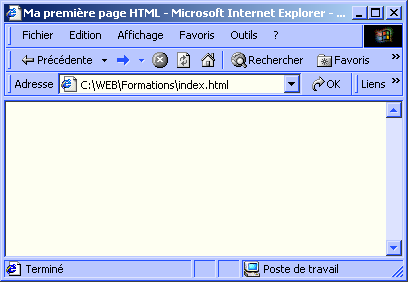 Ma première page HTML - Microsoft Internet Explorer - ...
Fichier Edition Affichage Favoris Outils ?
Précédente Rechercher Favoris »
Adresse C:\WEB\Formations\index.html OK Liens »
Terminé Poste de travail